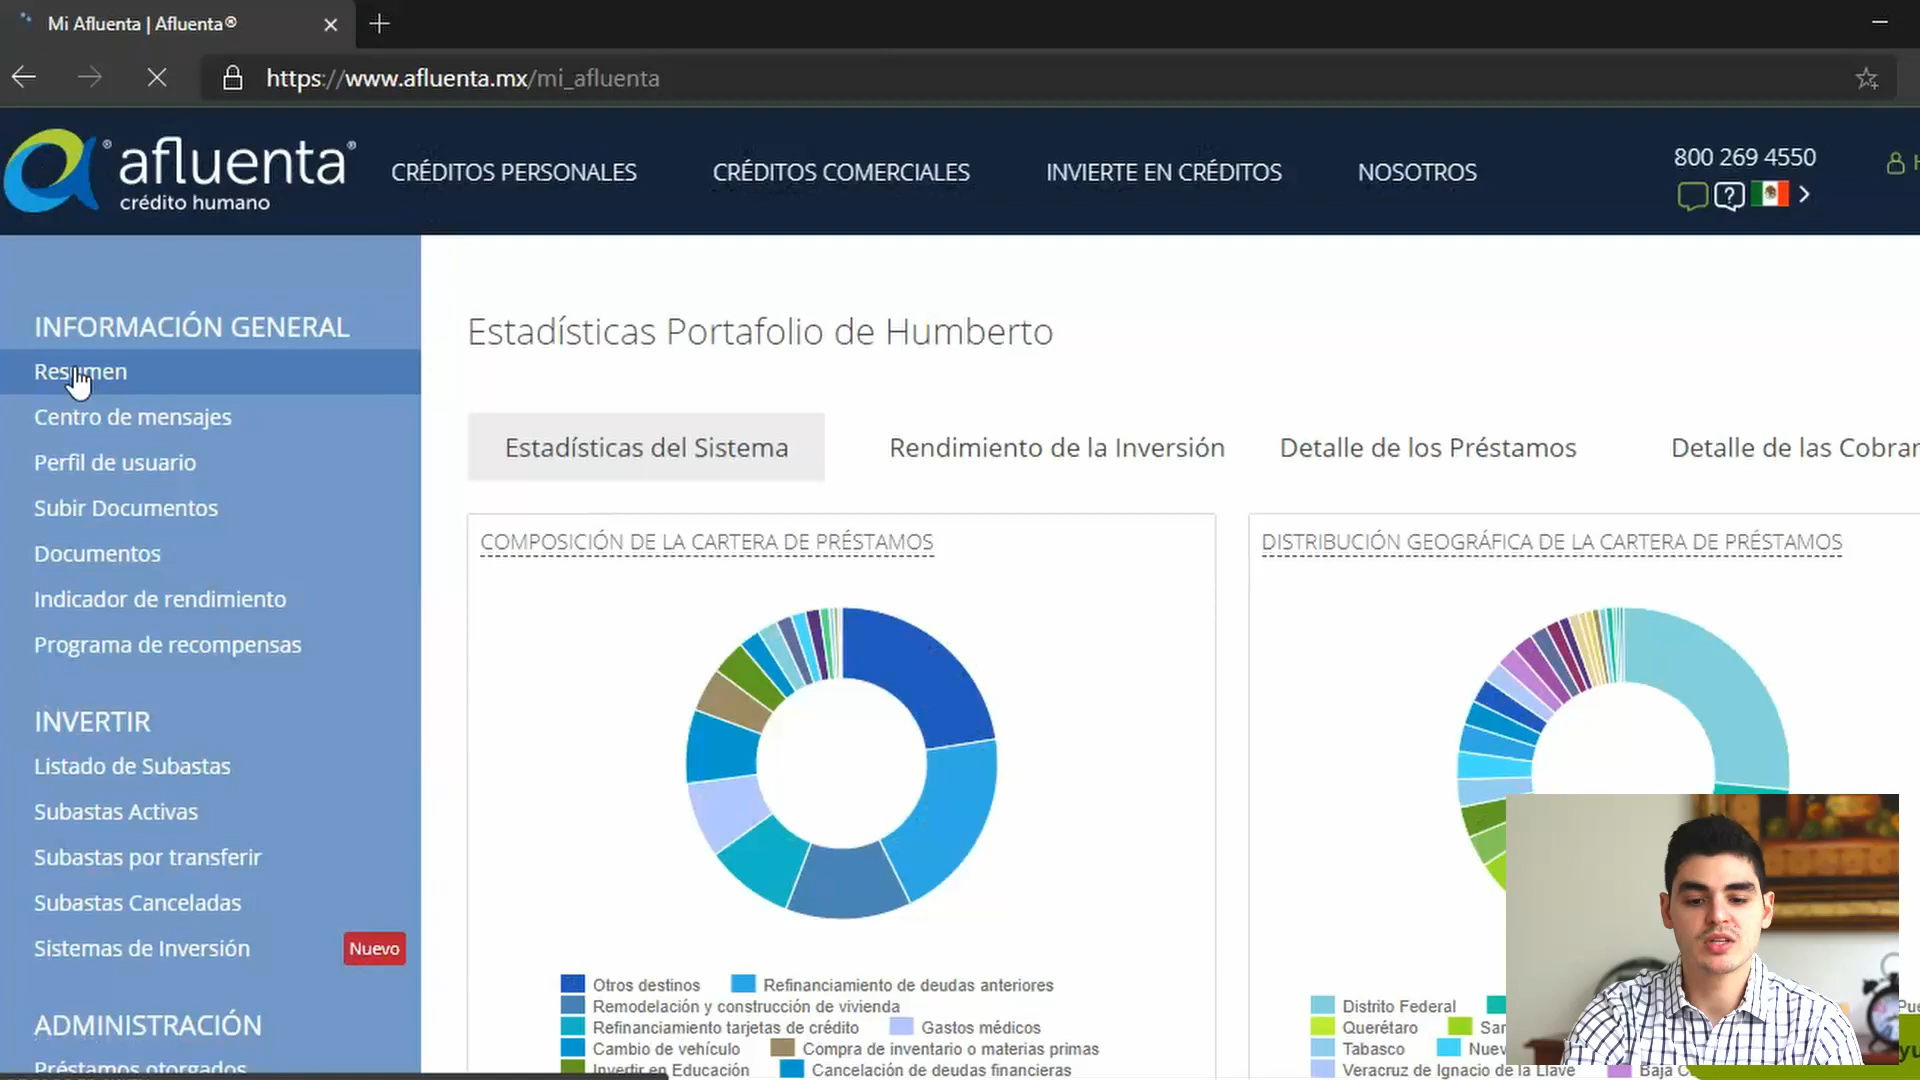 Mi Afluenta | Afluenta®
https://www.afluenta.mx/mi_afluenta
afluenta®
crédito humano
CRÉDITOS PERSONALES
CRÉDITOS COMERCIALES
INVIERTE EN CRÉDITOS
NOSOTROS
800 269 4550
INFORMACIÓN GENERAL
Resumen
Centro de mensajes
Perfil de usuario
Subir Documentos
Documentos
Indicador de rendimiento
Programa de recompensas
INVERTIR
Listado de Subastas
Subastas Activas
Subastas por transferir
Subastas Canceladas
Sistemas de Inversión Nuevo
ADMINISTRACIÓN
Préstamos otorgados
Estadísticas Portafolio de Humberto
Estadísticas del Sistema
Rendimiento de la Inversión
Detalle de los Préstamos
Detalle de las Cobran
COMPOSICIÓN DE LA CARTERA DE PRÉSTAMOS
Otros destinos Refinanciamiento de deudas anteriores
Remodelación y construcción de vivienda
Refinanciamiento tarjetas de crédito Gastos médicos
Cambio de vehículo Compra de inventario o materias primas
Invertir en Educación Cancelación de deudas financieras
DISTRIBUCIÓN GEOGRÁFICA DE LA CARTERA DE PRÉSTAMOS
Distrito Federal Pue
Querétaro San
Tabasco Nuev
Veracruz de Ignacio de la Llave Baja C